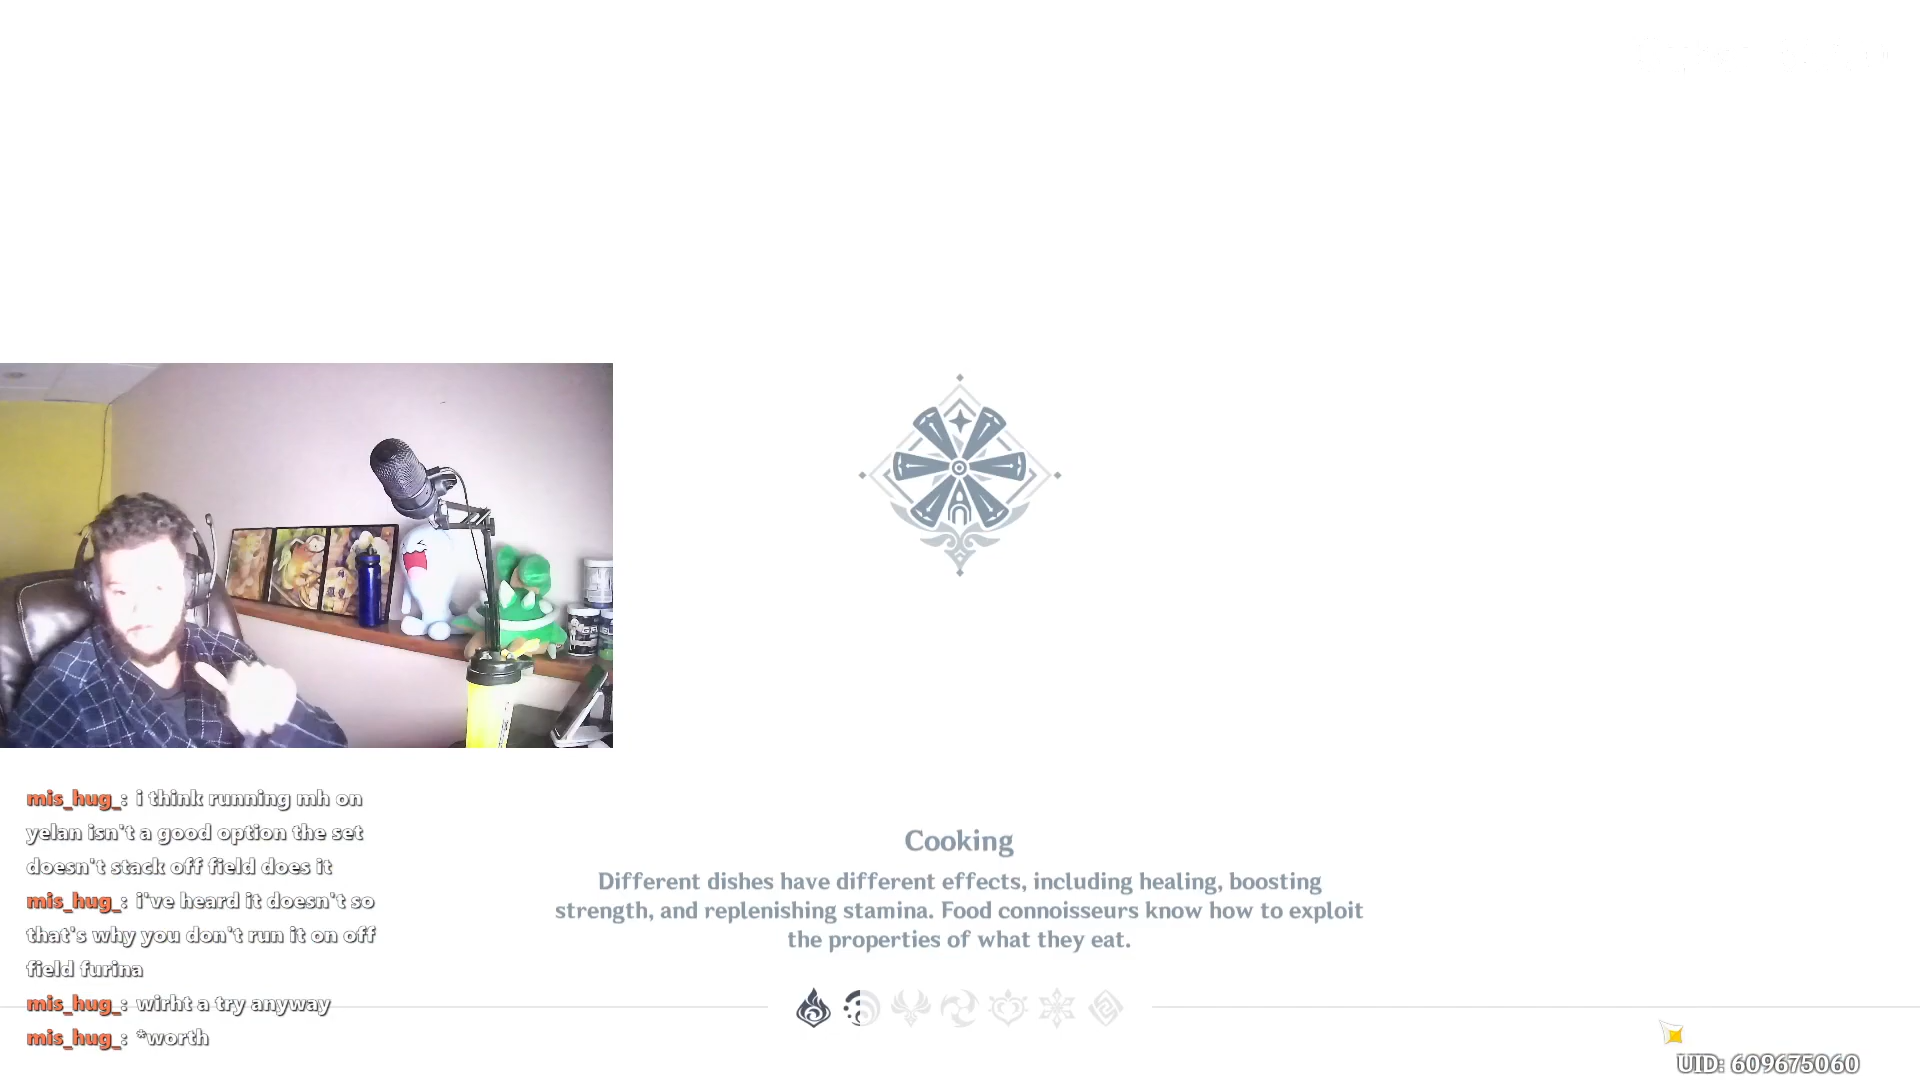 mis_hug_: i think running mh on
yelan isn't a good option the set
doesn't stack off field does it
mis_hug_: i've heard it doesn't so
that's why you don't run it on off
field furina
mis_hug_: wirht a try anyway
mis_hug_: *worth
Cooking
Different dishes have different effects, including healing, boosting
strength, and replenishing stamina. Food connoisseurs know how to exploit
the properties of what they eat.
UID: 609675060